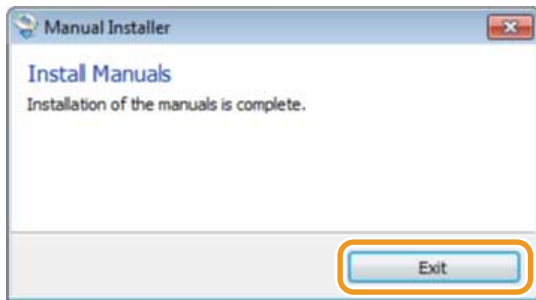 Manual Installer
Install Manuals
Installation of the manuals is complete.
Exit